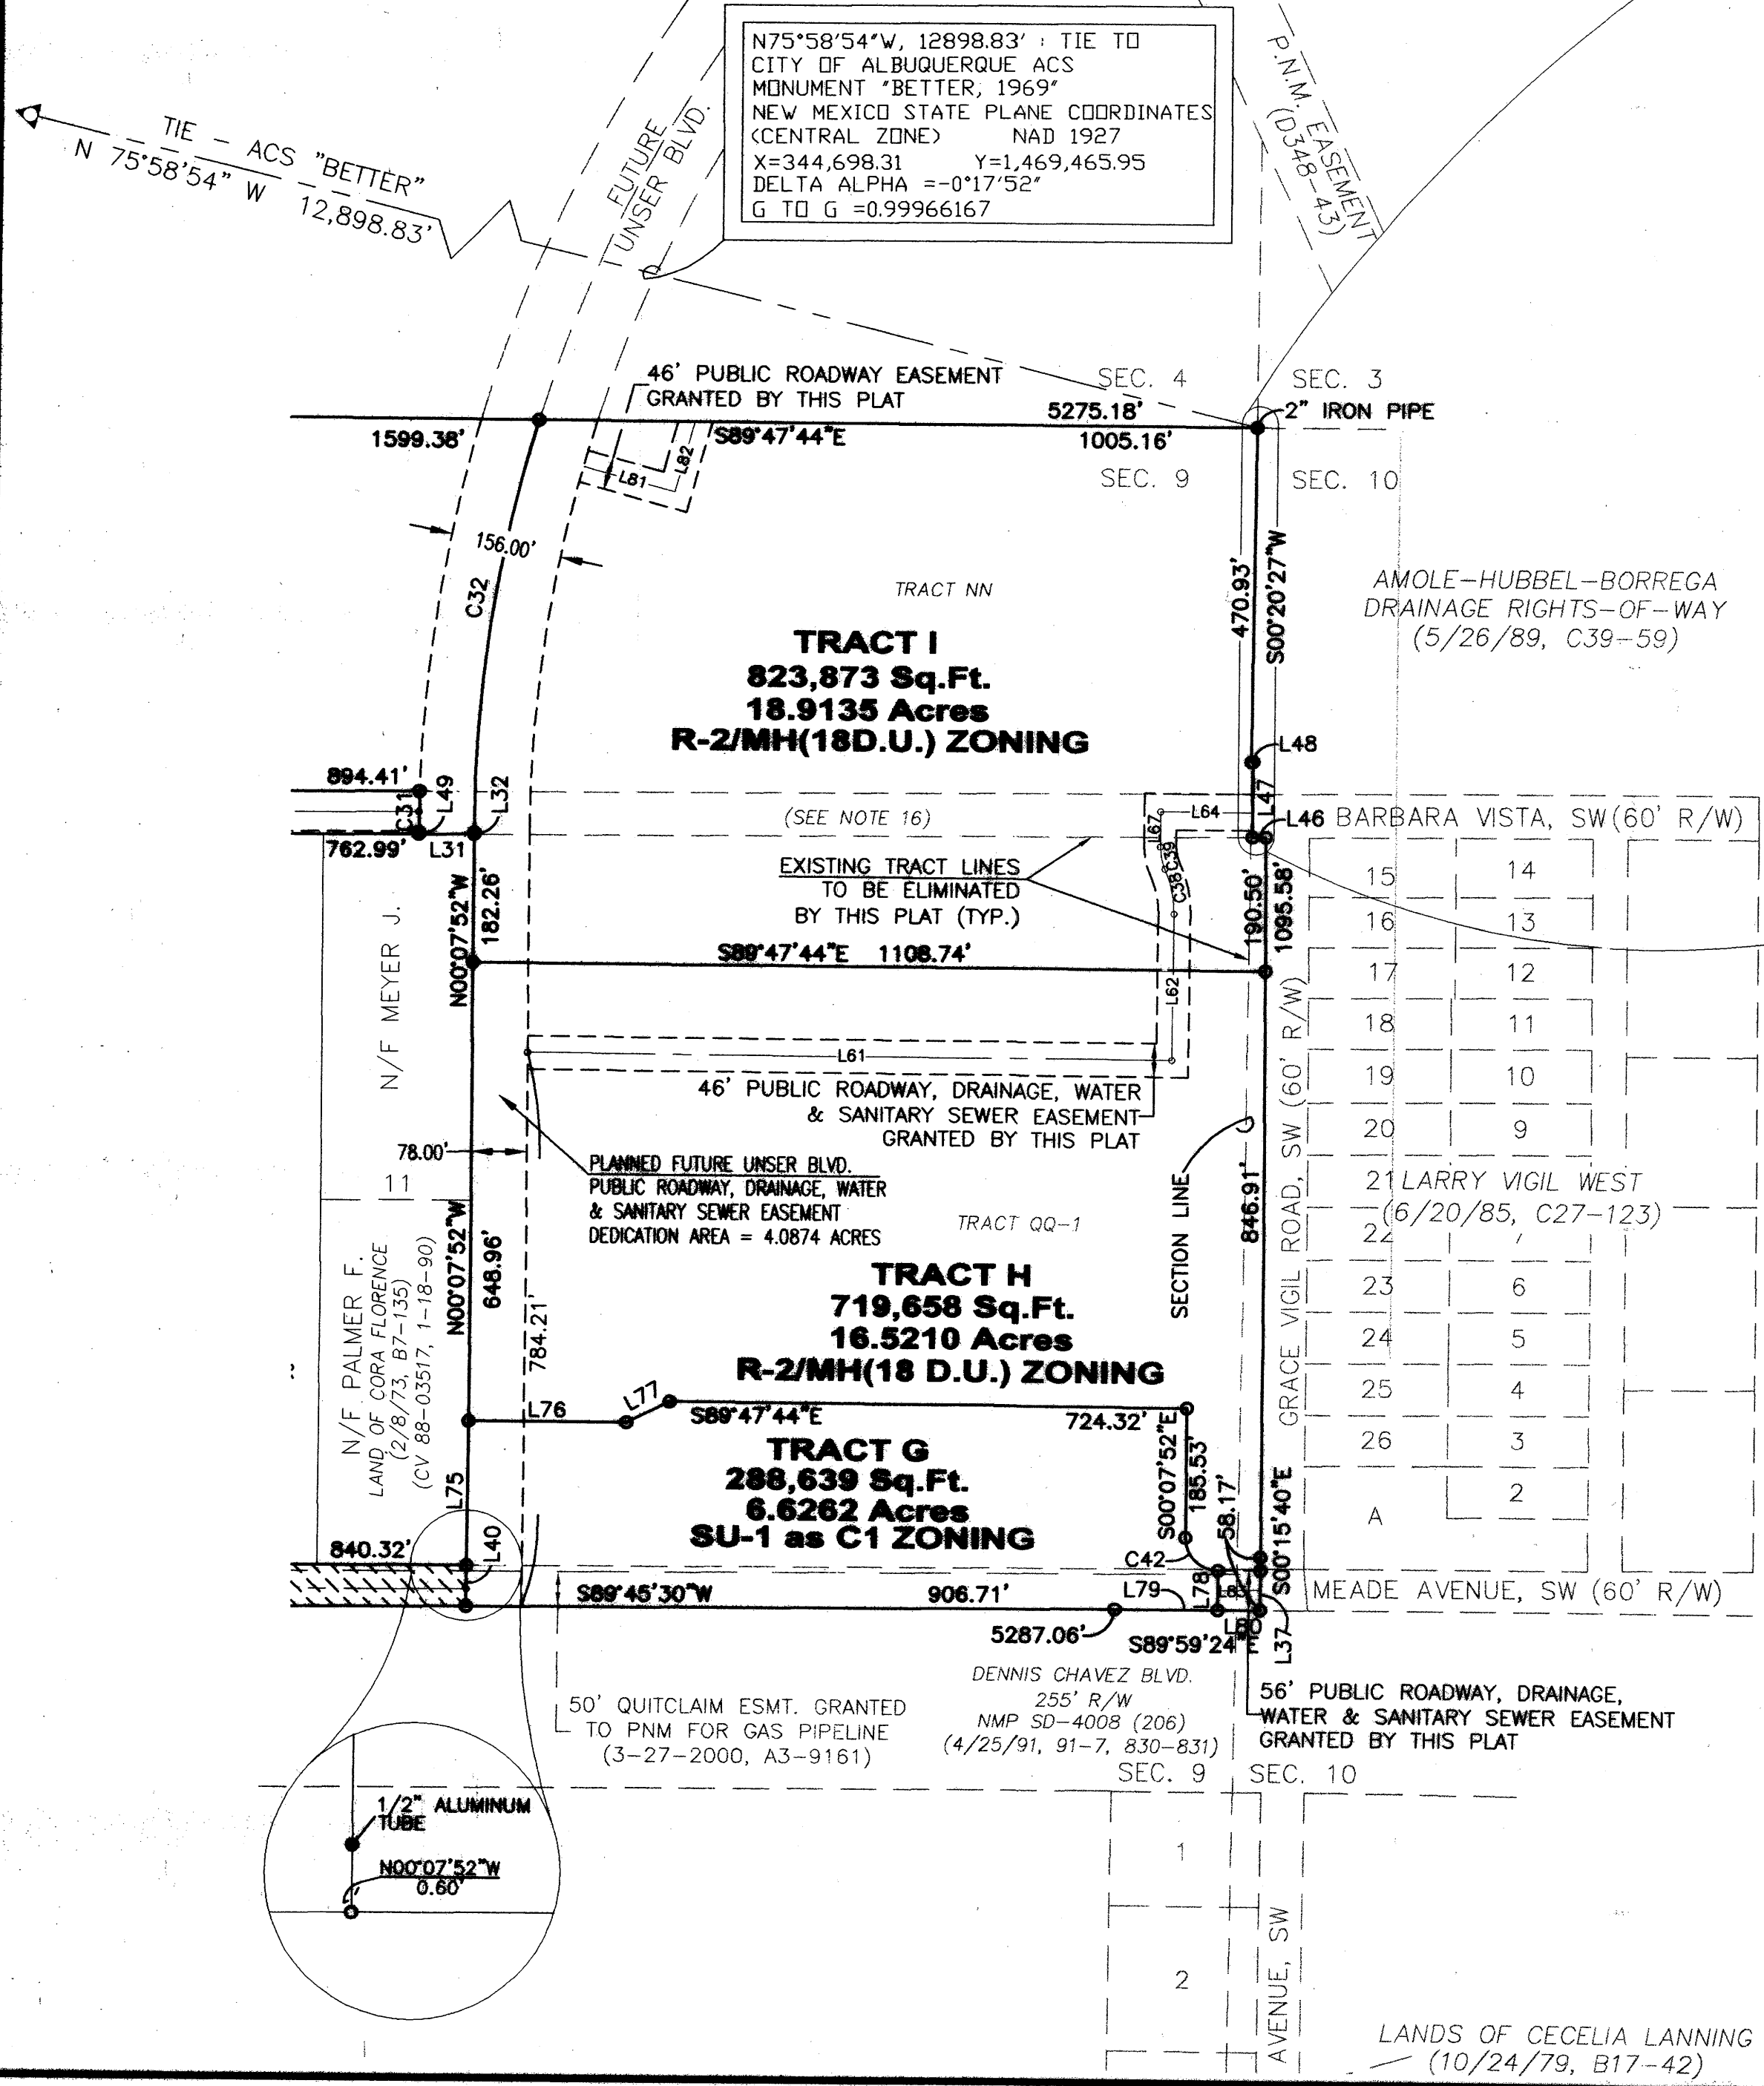 N75°58'54"W, 12898.83' : TIE TO
CITY OF ALBUQUERQUE ACS
MONUMENT "BETTER, 1969"
NEW MEXICO STATE PLANE COORDINATES
(CENTRAL ZONE) NAD 1927
X=344,698.31 Y=1,469,465.95
DELTA ALPHA =-0°17'52"
G TO G =0.99966167
TIE - ACS "BETTER"
N 75°58'54" W 12,898.83'
FUTURE
UNSER BLVD.
P.N.M. EASEMENT
(D348-43)
46' PUBLIC ROADWAY EASEMENT
GRANTED BY THIS PLAT
SEC. 4
SEC. 3
5275.18'
2" IRON PIPE
1599.38'
S89°47'44"E
1005.16'
L82
L81
SEC. 9
SEC. 10
156.00'
C32
470.93'
S00°20'27"W
AMOLE-HUBBEL-BORREGA
DRAINAGE RIGHTS-OF-WAY
(5/26/89, C39-59)
TRACT NN
TRACT I
823,873 Sq.Ft.
18.9135 Acres
R-2/MH(18D.U.) ZONING
L48
894.41'
C31
L49
L32
L47
(SEE NOTE 16)
L67
L64
L46
BARBARA VISTA, SW(60' R/W)
762.99'
L31
EXISTING TRACT LINES
TO BE ELIMINATED
BY THIS PLAT (TYP.)
C39
C38
N00°07'52"W
182.26'
190.50'
1095.58'
S89°47'44"E 1108.74'
L62
N/F MEYER J.
L61
46' PUBLIC ROADWAY, DRAINAGE, WATER
& SANITARY SEWER EASEMENT
GRANTED BY THIS PLAT
78.00'
11
PLANNED FUTURE UNSER BLVD.
PUBLIC ROADWAY, DRAINAGE, WATER
& SANITARY SEWER EASEMENT
DEDICATION AREA = 4.0874 ACRES
TRACT QQ-1
SECTION LINE
846.91'
GRACE VIGIL ROAD, SW (60' R/W)
15
14
16
13
17
12
18
11
19
10
20
9
21
LARRY VIGIL WEST
(6/20/85, C27-123)
22
23
6
24
5
25
4
26
3
A
2
N00°07'52"W
648.96'
784.21'
N/F PALMER F.
LAND OF CORA FLORENCE
(2/8/73, B7-135)
(CV 88-03517, 1-18-90)
TRACT H
719,658 Sq.Ft.
16.5210 Acres
R-2/MH(18 D.U.) ZONING
L76
L77
S89°47'44"E
724.32'
TRACT G
288,639 Sq.Ft.
6.6262 Acres
SU-1 as C1 ZONING
S00°07'52"E
185.53'
58.17'
S00°15'40"E
L75
L40
840.32'
C42
L78
L79
L37
S89°45'30"W
906.71'
5287.06'
S89°59'24"
MEADE AVENUE, SW (60' R/W)
DENNIS CHAVEZ BLVD.
255' R/W
NMP SD-4008 (206)
(4/25/91, 91-7, 830-831)
50' QUITCLAIM ESMT. GRANTED
TO PNM FOR GAS PIPELINE
(3-27-2000, A3-9161)
56' PUBLIC ROADWAY, DRAINAGE,
WATER & SANITARY SEWER EASEMENT
GRANTED BY THIS PLAT
SEC. 9
SEC. 10
1/2" ALUMINUM
TUBE
N00°07'52"W
0.60'
1
2
AVENUE, SW
LANDS OF CECELIA LANNING
(10/24/79, B17-42)